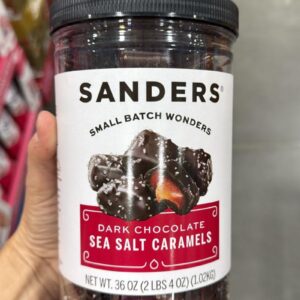 SANDERS®
SMALL BATCH WONDERS
DARK CHOCOLATE
SEA SALT CARAMELS
NET WT. 36 OZ (2 LBS 4 OZ) (1.02KG)